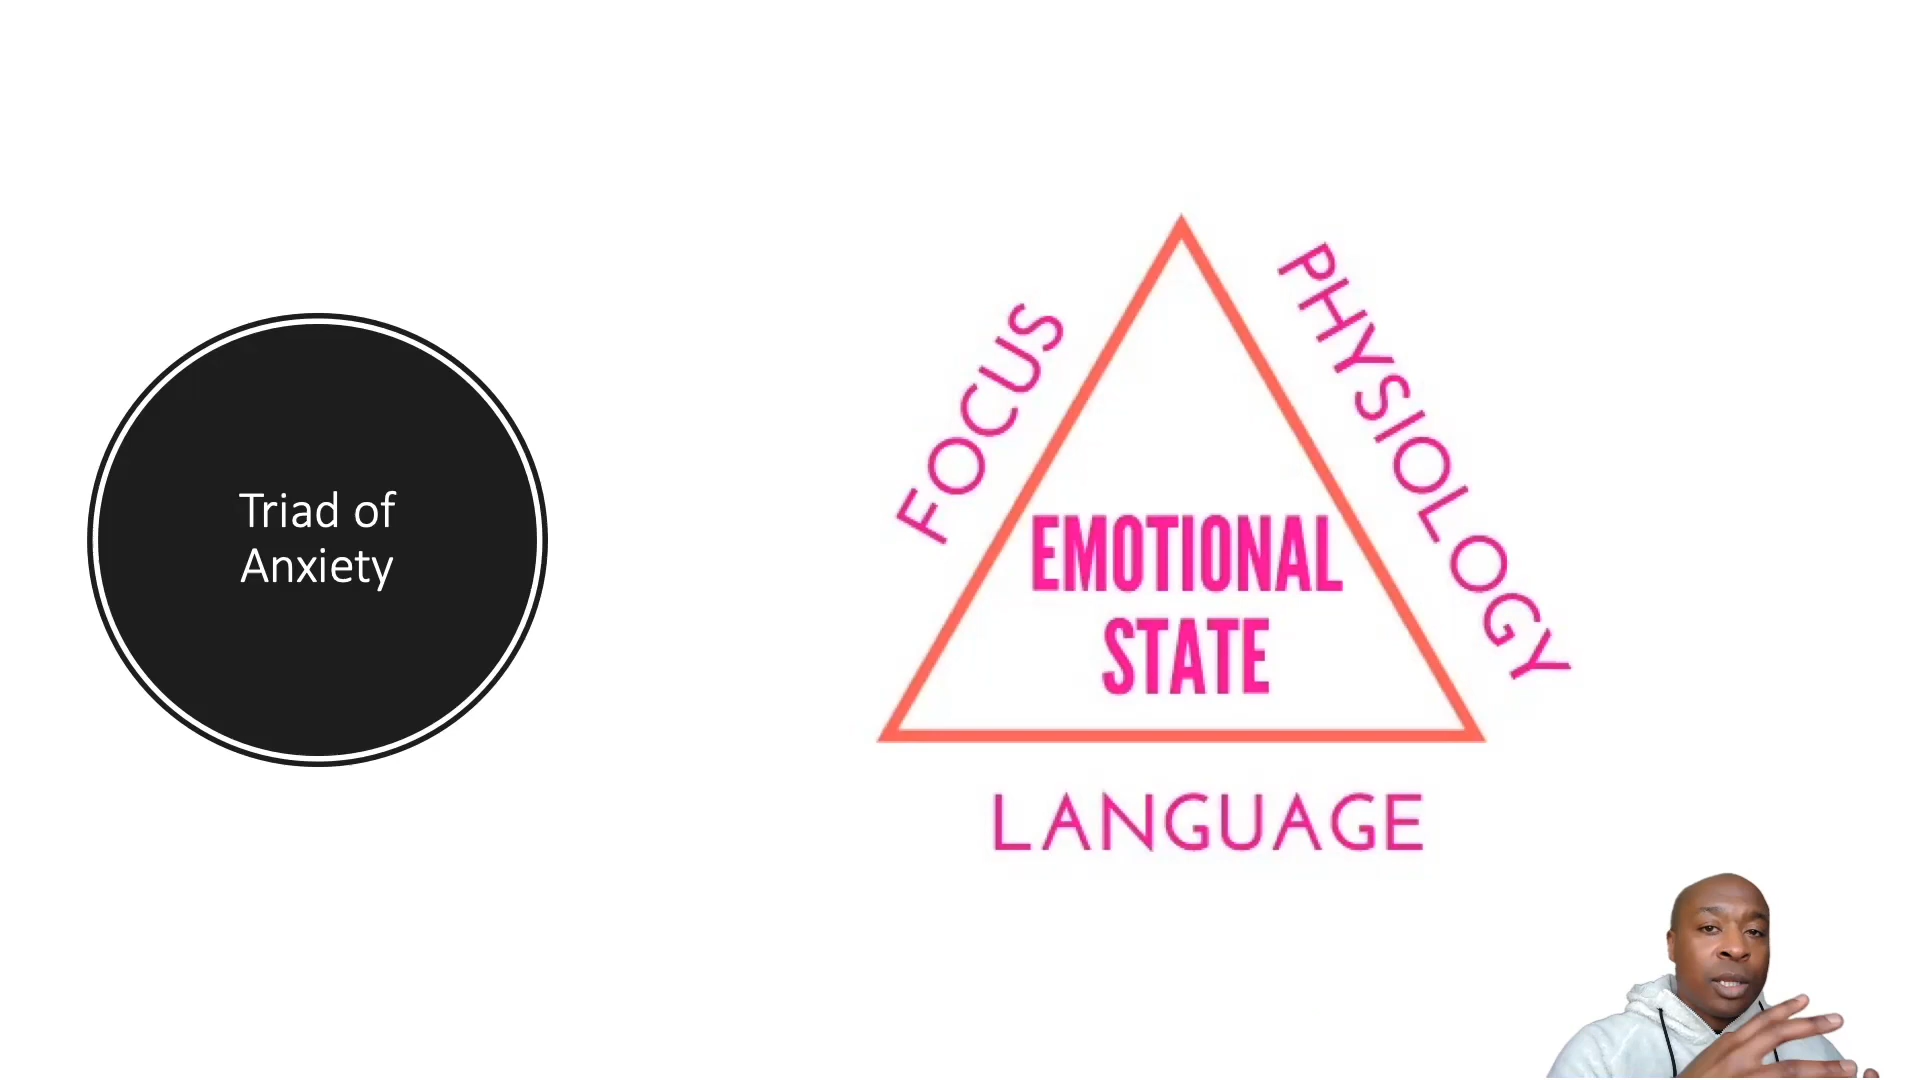 Triad of
Anxiety
FOCUS
PHYSIOLOGY
EMOTIONAL
STATE
LANGUAGE